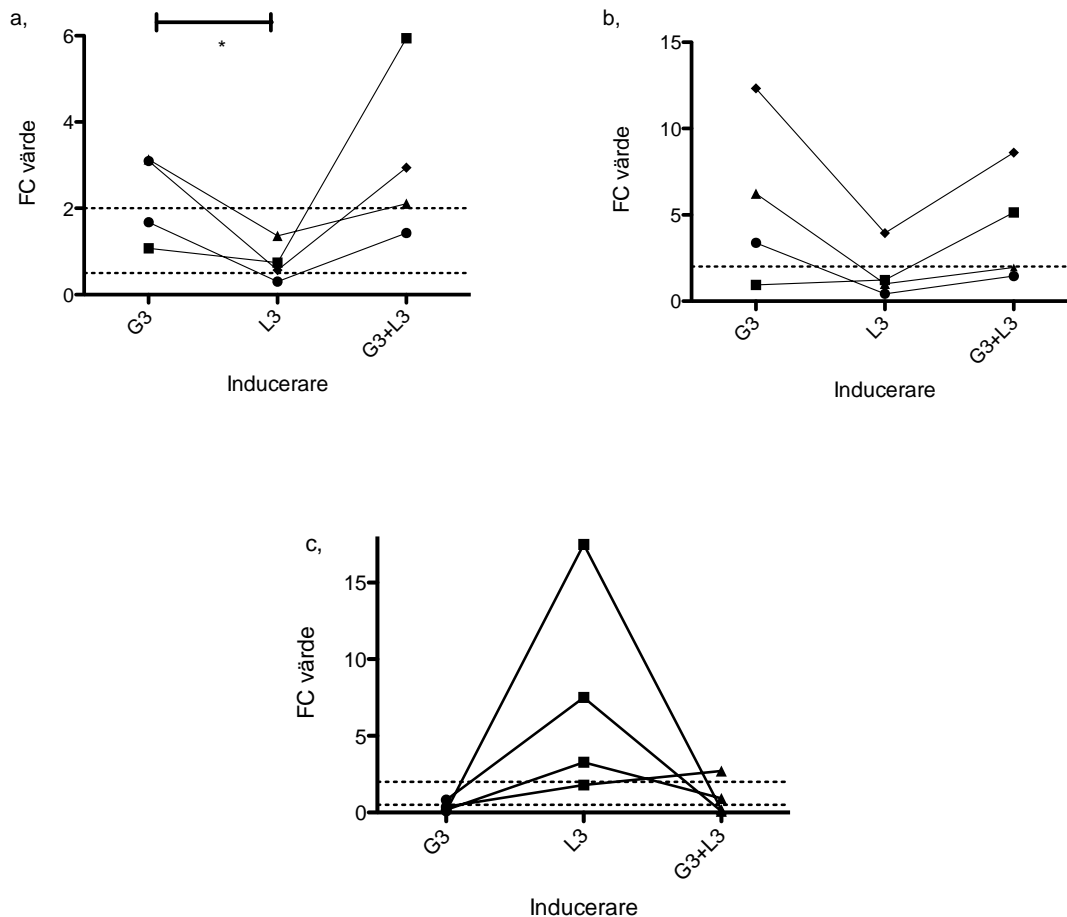 a,
*
6
4
2
0
FC värde
G3
L3
G3+L3
Inducerare
b,
15
10
5
0
FC värde
G3
L3
G3+L3
Inducerare
c,
15
10
5
0
FC värde
G3
L3
G3+L3
Inducerare